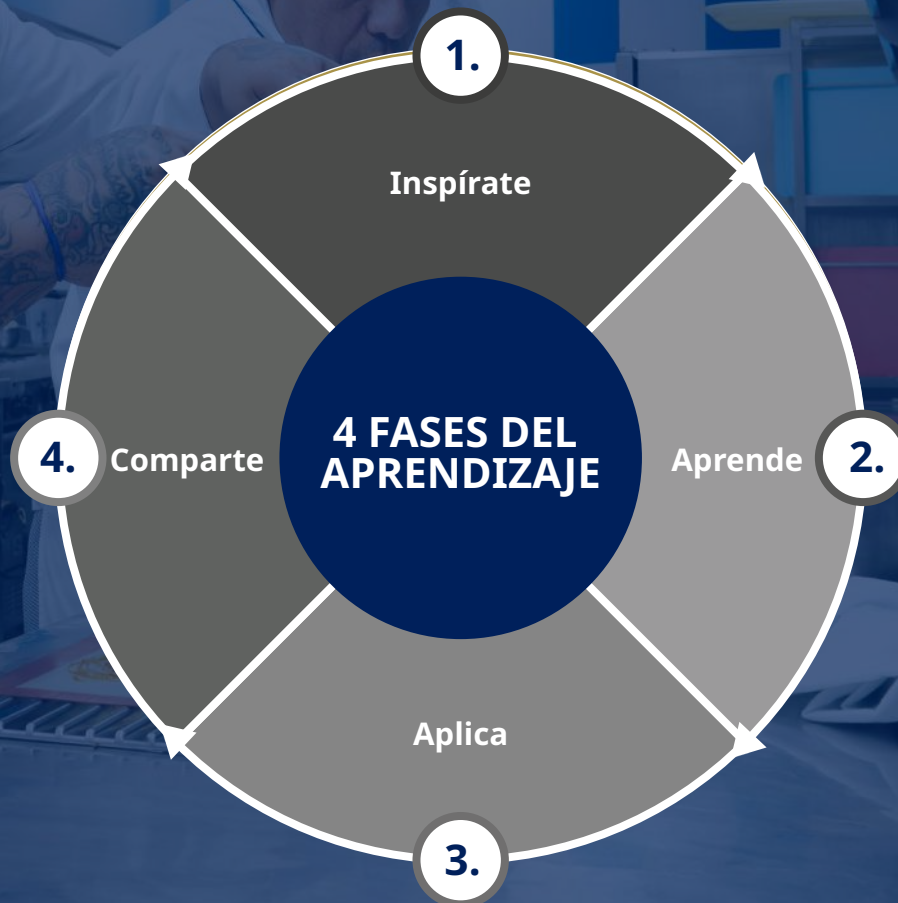 1.
Inspírate
4 FASES DEL
APRENDIZAJE
Aprende
2.
Aplica
3.
Comparte
4.